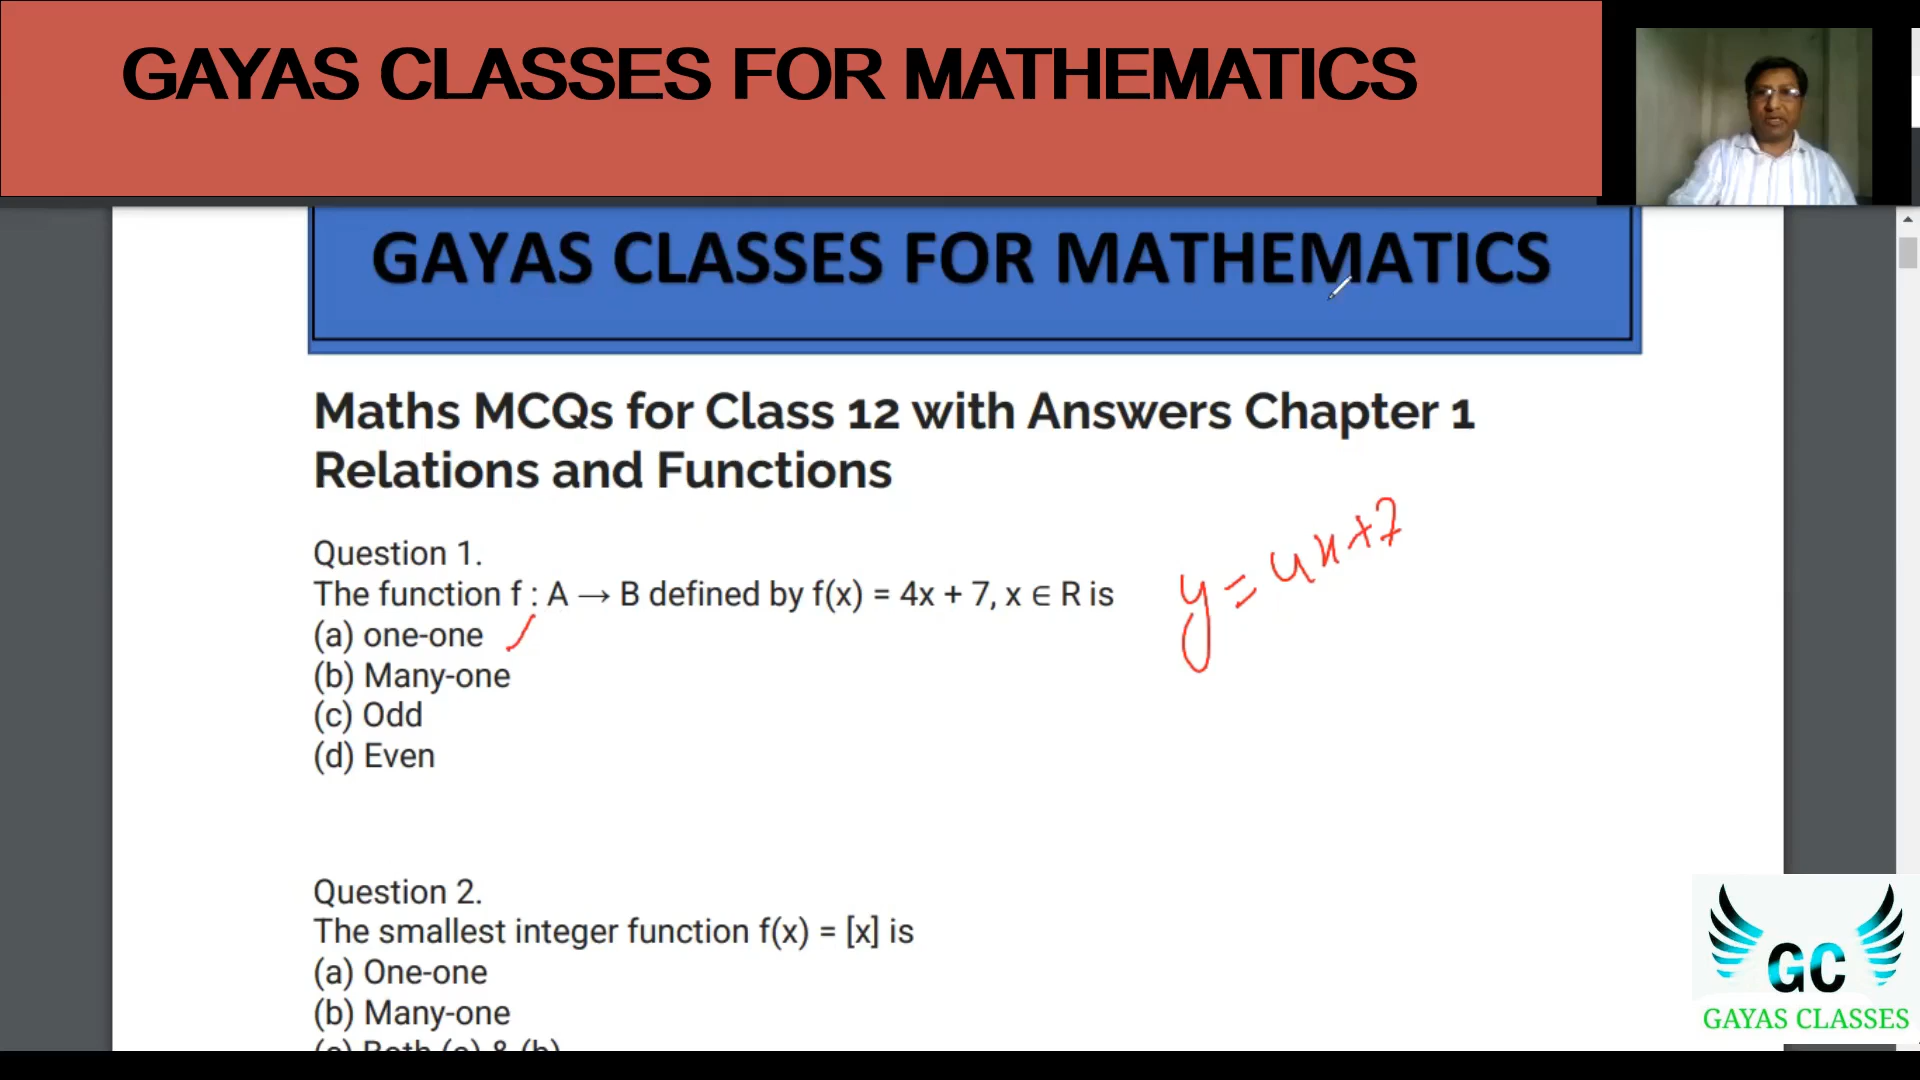 GAYAS CLASSES FOR MATHEMATICS
GAYAS CLASSES FOR MATHEMATICS
Maths MCQs for Class 12 with Answers Chapter 1
Relations and Functions
y = 4x+7
Question 1.
The function f : A → B defined by f(x) = 4x + 7, x ∈ R is
(a) one-one
(b) Many-one
(c) Odd
(d) Even
Question 2.
The smallest integer function f(x) = [x] is
(a) One-one
(b) Many-one
(c) Both (a) & (b)
GC
GAYAS CLASSES